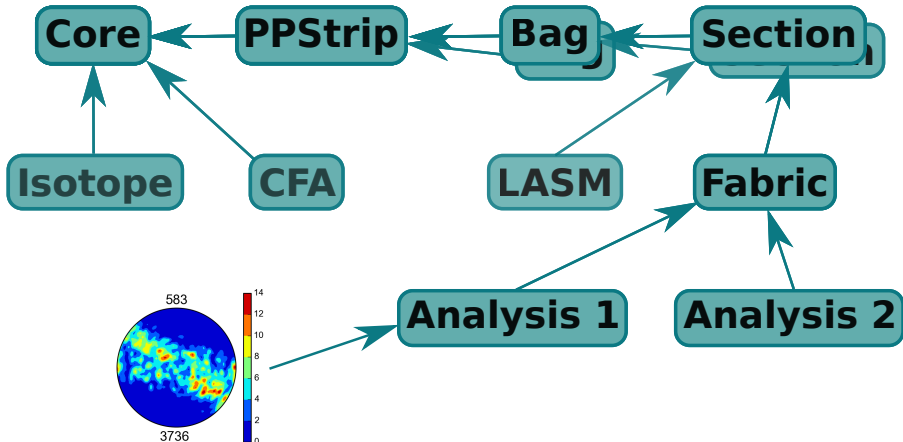 Core
PPStrip
Bag
Section
Isotope
CFA
LASM
Fabric
Analysis 1
Analysis 2
583
3736
14
12
10
8
6
4
2
0